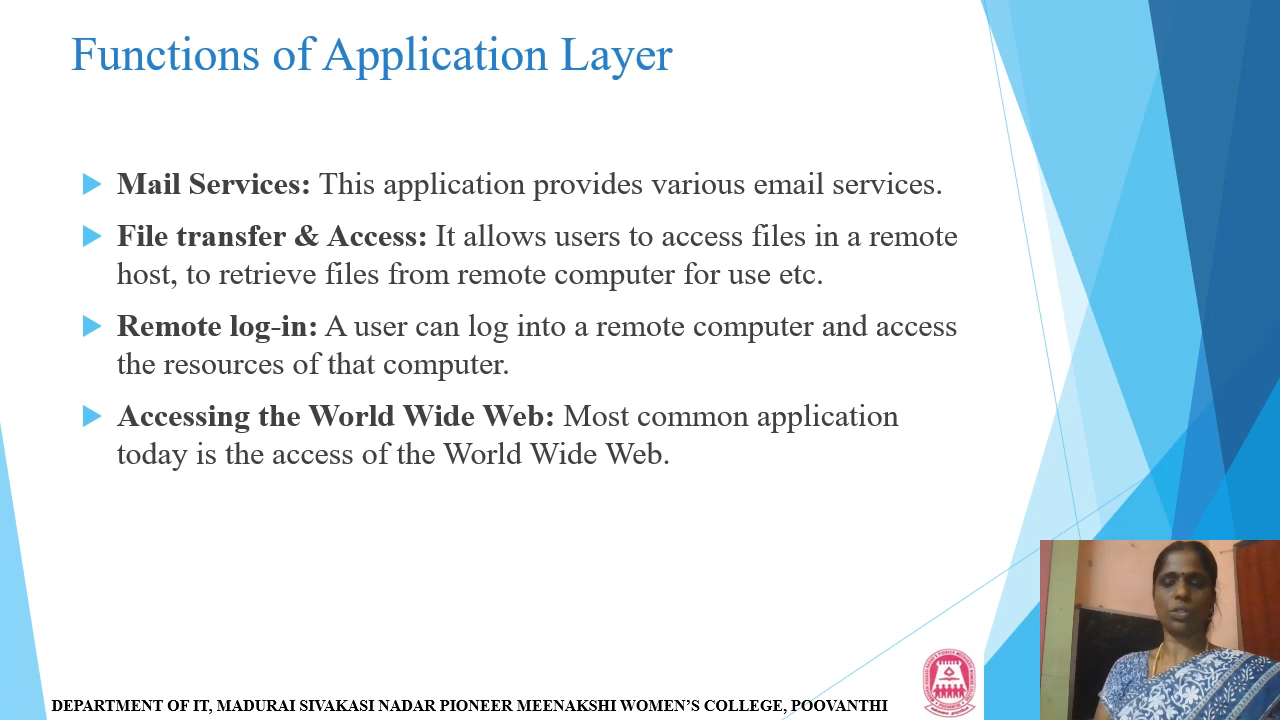 Functions of Application Layer
Mail Services: This application provides various email services.
File transfer & Access: It allows users to access files in a remote
host, to retrieve files from remote computer for use etc.
Remote log-in: A user can log into a remote computer and access
the resources of that computer.
Accessing the World Wide Web: Most common application
today is the access of the World Wide Web.
DEPARTMENT OF IT, MADURAI SIVAKASI NADAR PIONEER MEENAKSHI WOMEN'S COLLEGE, POOVANTHI